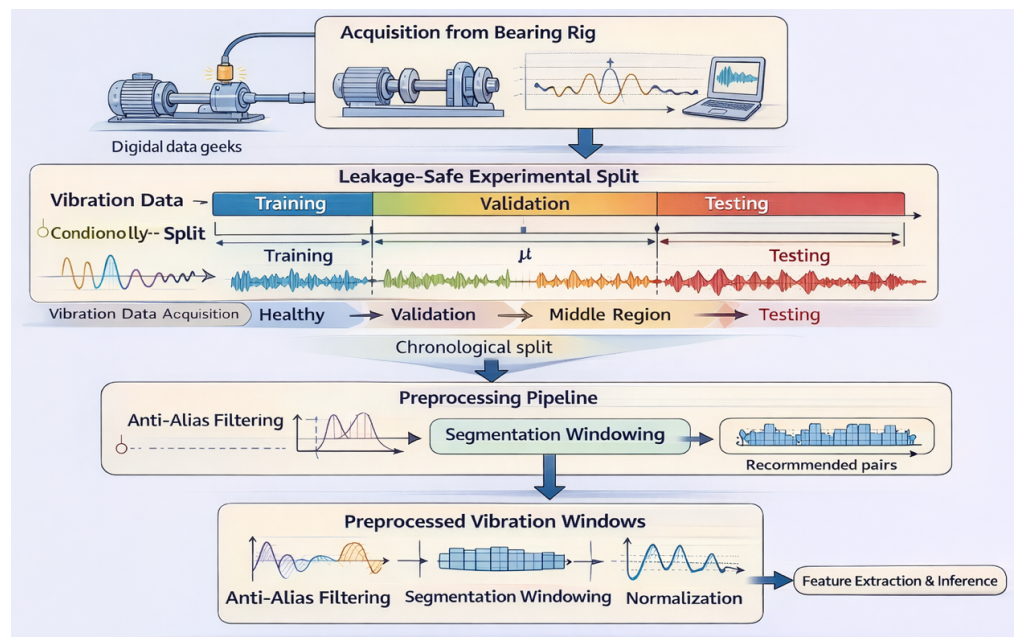 Acquisition from Bearing Rig
Digidal data geeks
Leakage-Safe Experimental Split
Vibration Data
Training
Validation
Testing
Condionolly-- Split
Training
μt
Testing
Vibration Data Acquisition
Healthy
Validation
Middle Region
Testing
Chronological split
Preprocessing Pipeline
Anti-Alias Filtering
Segmentation Windowing
Recormmended pairs
Preprocessed Vibration Windows
Anti-Alias Filtering
Segmentation Windowing
Normalization
Feature Extraction & Inference